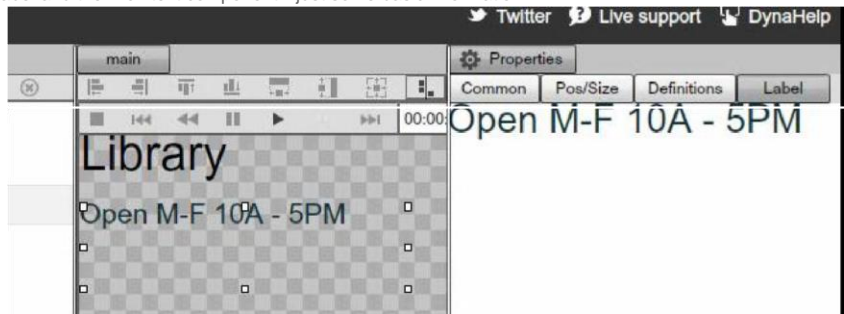 Twitter Live support DynaHelp
main Properties
Common Pos/Size Definitions Label
00:00:
Open M-F 10A - 5PM
Library
Open M-F 10A - 5PM